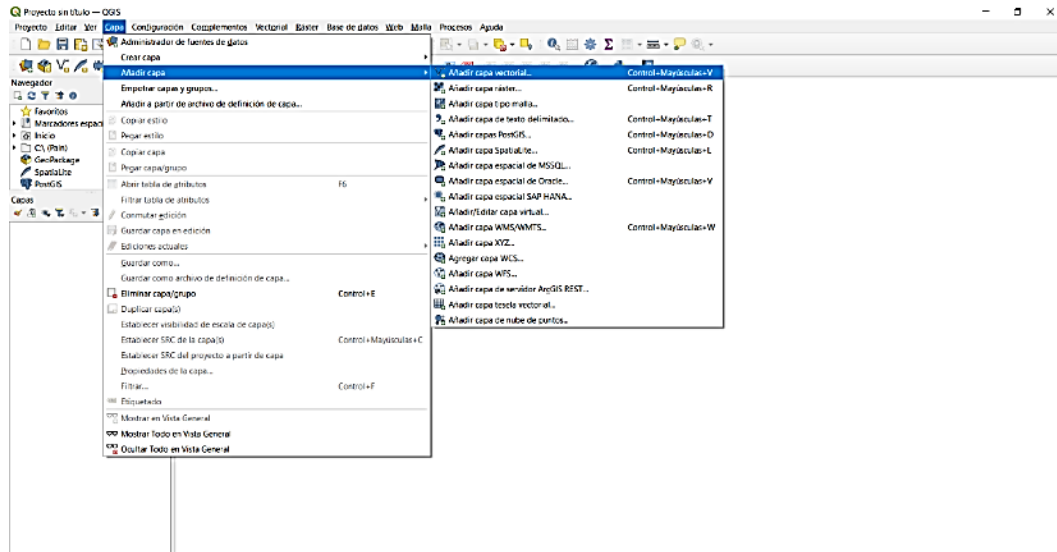 Proyecto sin título — QGIS
Proyecto Editar Ver Capa Configuración Complementos Vectorial Ráster Base de datos Web Malla Procesos Ayuda
Administrador de fuentes de datos
Crear capa
Añadir capa
Empotrar capas y grupos...
Añadir a partir de archivo de definición de capa...
Copiar estilo
Pegar estilo
Copiar capa
Pegar capa/grupo
Abrir tabla de atributos F6
Filtrar tabla de atributos
Conmutar edición
Guardar capa en edición
Ediciones actuales
Guardar como...
Guardar como archivo de definición de capa...
Eliminar capa/grupo Control+E
Duplicar capa(s)
Establecer visibilidad de escala de capa(s)
Establecer SRC de la capa(s) Control+Mayúsculas+C
Establecer SRC del proyecto a partir de capa
Propiedades de la capa...
Filtrar... Control+F
Etiquetado
Mostrar en Vista General
Mostrar Todo en Vista General
Ocultar Todo en Vista General
Añadir capa vectorial... Control+Mayúsculas+V
Añadir capa ráster... Control+Mayúsculas+R
Añadir capa tipo malla...
Añadir capa de texto delimitado... Control+Mayúsculas+T
Añadir capas PostGIS... Control+Mayúsculas+D
Añadir capa SpatiaLite... Control+Mayúsculas+L
Añadir capa espacial de MSSQL...
Añadir capa espacial de Oracle... Control+Mayúsculas+V
Añadir capa espacial SAP HANA...
Añadir/Editar capa virtual...
Añadir capa WMS/WMTS... Control+Mayúsculas+W
Añadir capa XYZ...
Agregar capa WCS...
Añadir capa WFS...
Añadir capa de servidor ArcGIS REST...
Añadir capa tesela vectorial...
Añadir capa de nube de puntos...
Navegador
Favoritos
Marcadores espac
Inicio
C:\ (Pain)
GeoPackage
SpatiaLite
PostGIS
Capas